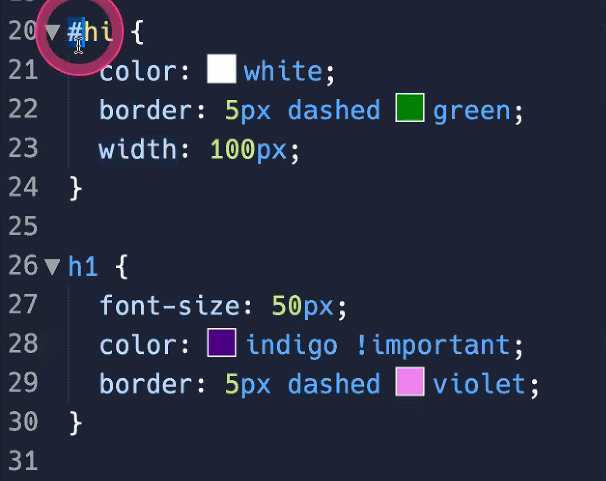 20 ▼ #hi {
21 color: white;
22 border: 5px dashed green;
23 width: 100px;
24 }
25
26 ▼ h1 {
27 font-size: 50px;
28 color: indigo !important;
29 border: 5px dashed violet;
30 }
31